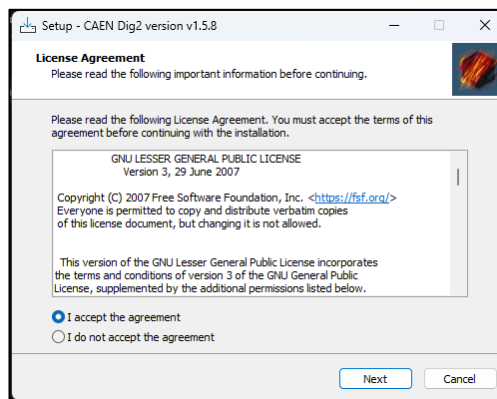 Setup - CAEN Dig2 version v1.5.8
License Agreement
Please read the following important information before continuing.
Please read the following License Agreement. You must accept the terms of this
agreement before continuing with the installation.
GNU LESSER GENERAL PUBLIC LICENSE
Version 3, 29 June 2007
Copyright (C) 2007 Free Software Foundation, Inc. <https://fsf.org/>
Everyone is permitted to copy and distribute verbatim copies
of this license document, but changing it is not allowed.
This version of the GNU Lesser General Public License incorporates
the terms and conditions of version 3 of the GNU General Public
License, supplemented by the additional permissions listed below.
I accept the agreement
I do not accept the agreement
Next
Cancel